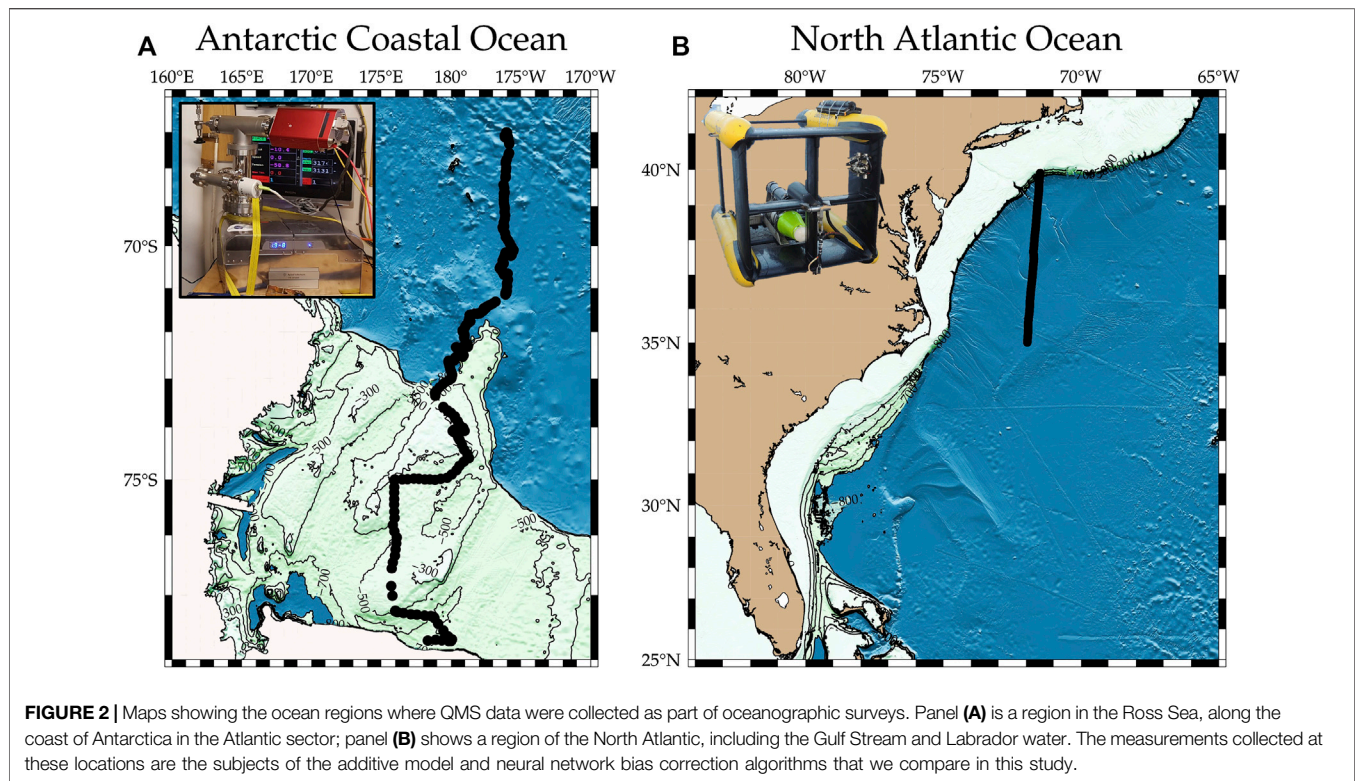 A Antarctic Coastal Ocean
160°E 165°E 170°E 175°E 180° 175°W 170°W
70°S
75°S
-300
-500
-500
-300
-500
-500
-300
-700
-500
300
700
B North Atlantic Ocean
80°W 75°W 70°W 65°W
40°N
35°N
30°N
25°N
-800
-800
FIGURE 2 | Maps showing the ocean regions where QMS data were collected as part of oceanographic surveys. Panel (A) is a region in the Ross Sea, along the
coast of Antarctica in the Atlantic sector; panel (B) shows a region of the North Atlantic, including the Gulf Stream and Labrador water. The measurements collected at
these locations are the subjects of the additive model and neural network bias correction algorithms that we compare in this study.